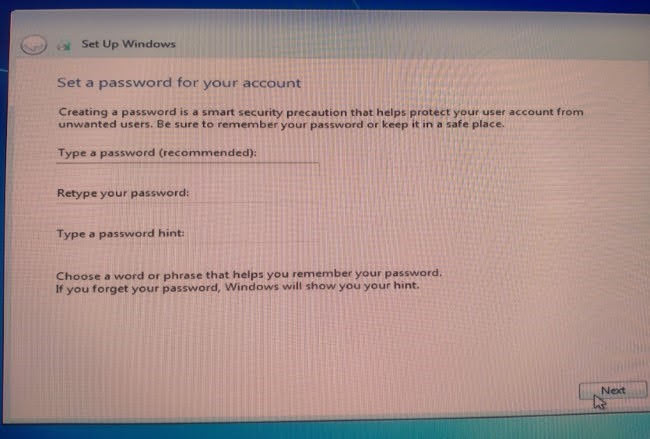 Set Up Windows
Set a password for your account
Creating a password is a smart security precaution that helps protect your user account from
unwanted users. Be sure to remember your password or keep it in a safe place.
Type a password (recommended):
Retype your password:
Type a password hint:
Choose a word or phrase that helps you remember your password.
If you forget your password, Windows will show you your hint.
Next